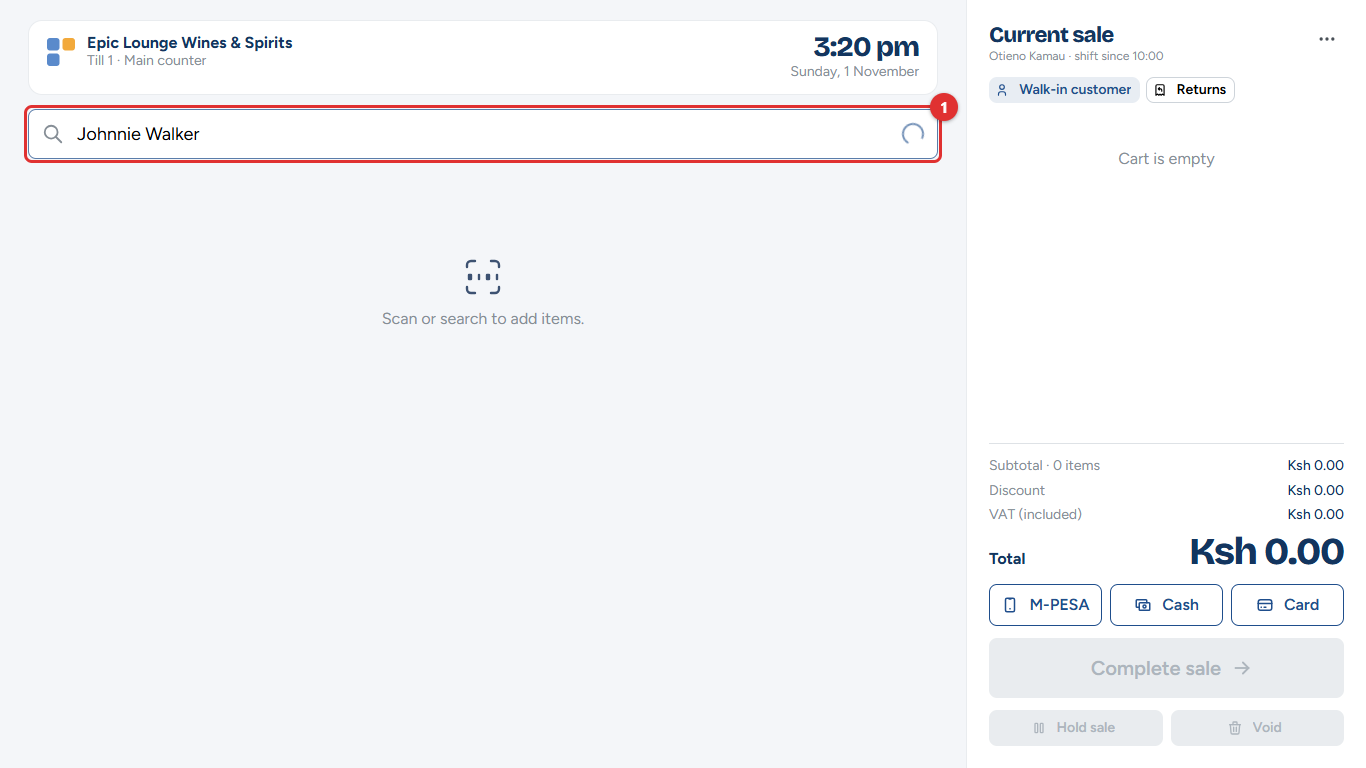 Epic Lounge Wines & Spirits
Till 1 · Main counter
3:20 pm
Sunday, 1 November
1
Johnnie Walker
Scan or search to add items.
Current sale
Otieno Kamau · shift since 10:00
Walk-in customer
Returns
Cart is empty
Subtotal · 0 items Ksh 0.00
Discount Ksh 0.00
VAT (included) Ksh 0.00
Total Ksh 0.00
M-PESA Cash Card
Complete sale
Hold sale Void